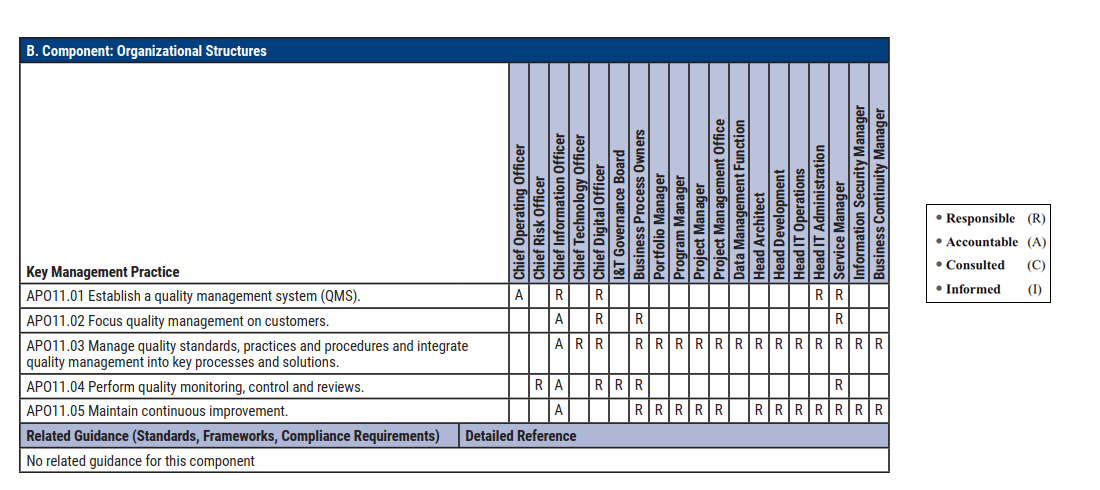 B. Component: Organizational Structures
Key Management Practice
Chief Operating Officer
Chief Risk Officer
Chief Information Officer
Chief Technology Officer
Chief Digital Officer
I&T Governance Board
Business Process Owners
Portfolio Manager
Program Manager
Project Manager
Project Management Office
Data Management Function
Head Architect
Head Development
Head IT Operations
Head IT Administration
Service Manager
Information Security Manager
Business Continuity Manager
APO11.01 Establish a quality management system (QMS). A R R R R
APO11.02 Focus quality management on customers. A R R R
APO11.03 Manage quality standards, practices and procedures and integrate
quality management into key processes and solutions. A R R R R R R R R R R R R R R R
APO11.04 Perform quality monitoring, control and reviews. R A R R R R
APO11.05 Maintain continuous improvement. A R R R R R R R R R R R R
Related Guidance (Standards, Frameworks, Compliance Requirements) Detailed Reference
No related guidance for this component
• Responsible (R)
• Accountable (A)
• Consulted (C)
• Informed (I)